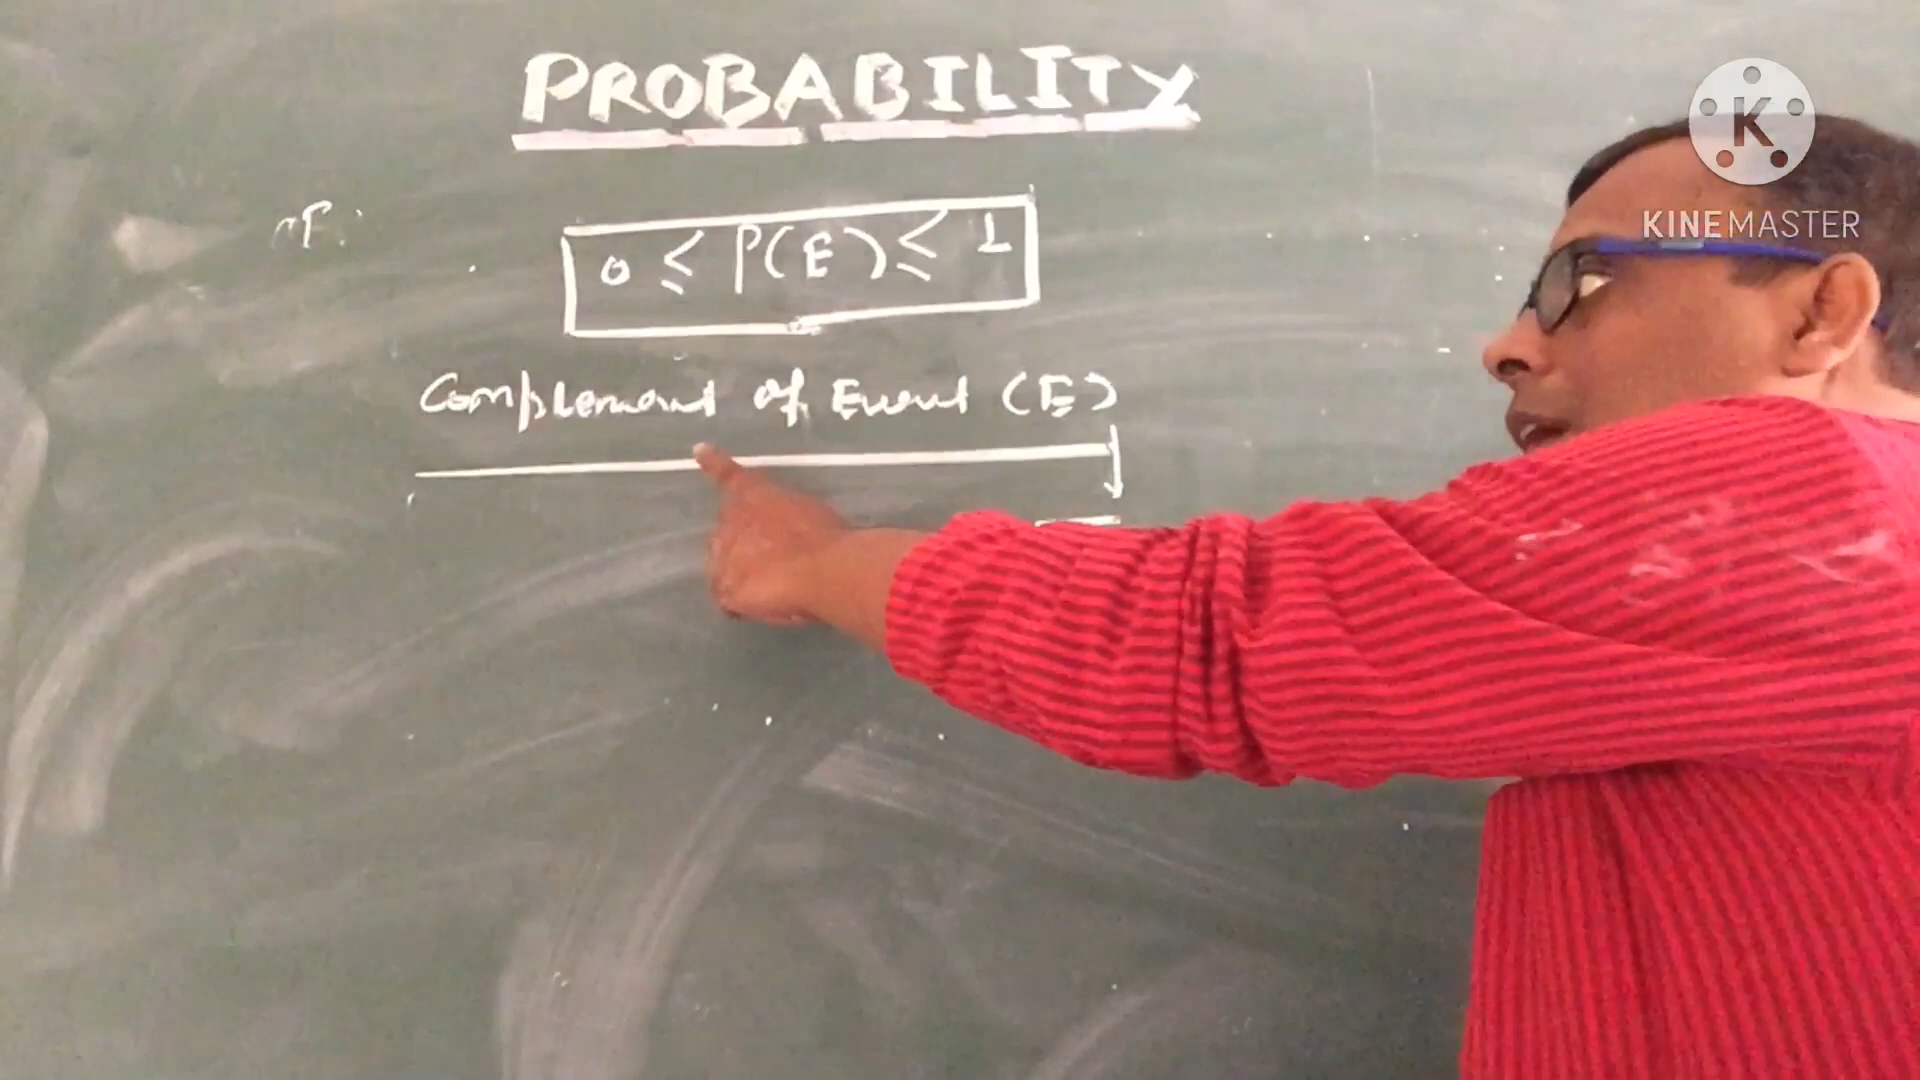 PROBABILITY
0 ≤ P(E) ≤ 1
Complement of Event (E)
K
KINEMASTER